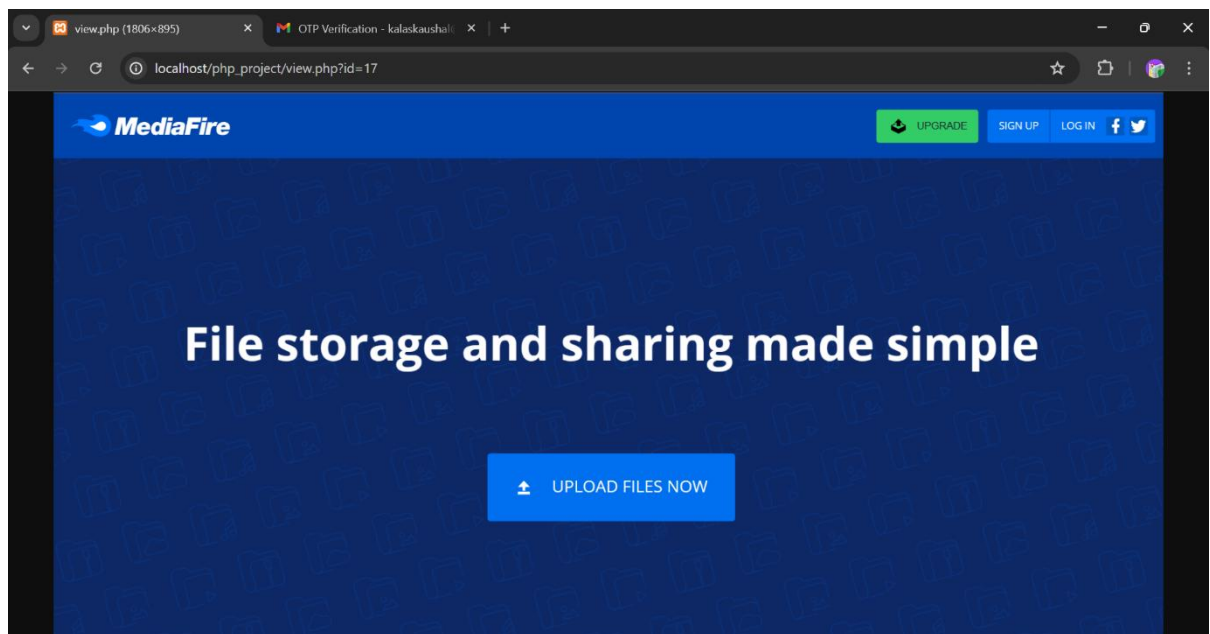 view.php (1806×895)
OTP Verification - kalaskaushal
localhost/php_project/view.php?id=17
MediaFire
UPGRADE
SIGN UP
LOG IN
File storage and sharing made simple
UPLOAD FILES NOW